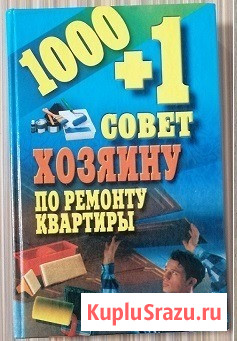 1000
+1
СОВЕТ
ХОЗЯИНУ
ПО РЕМОНТУ
КВАРТИРЫ
KupluSrazu.ru